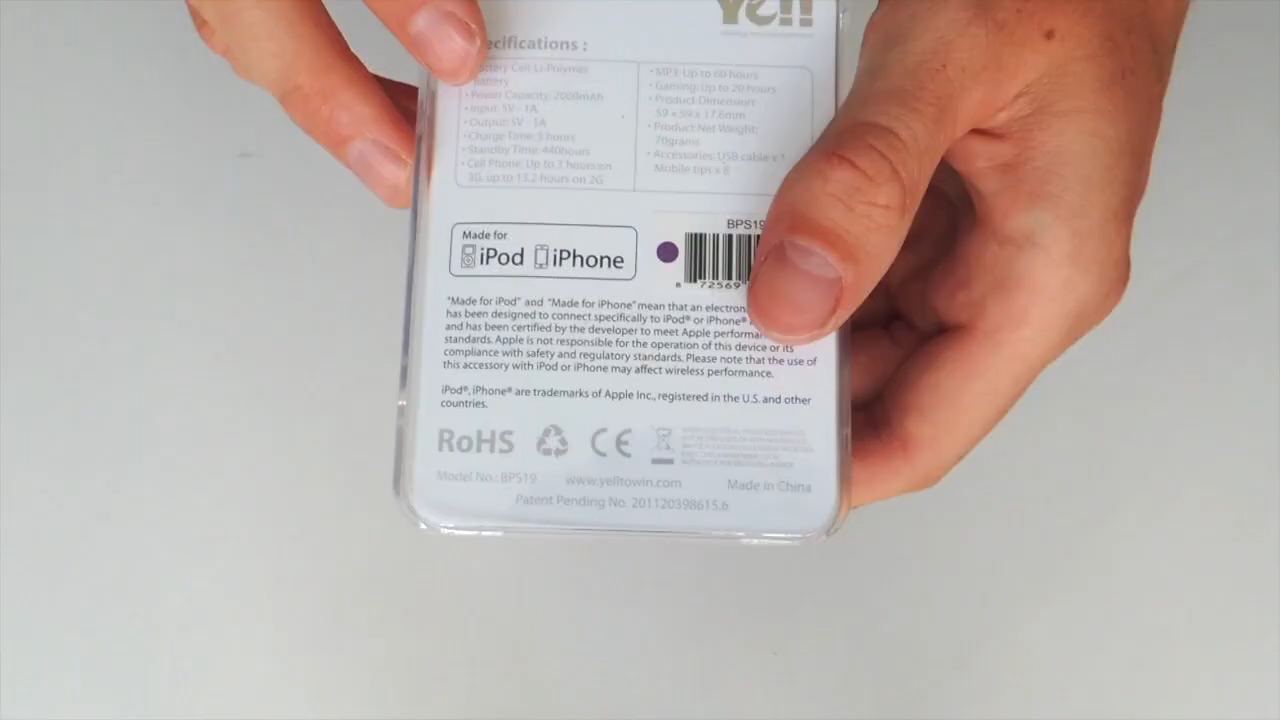 Ye!!
ecifications :
Battery Cell: Li-Polymer
Battery
• Power Capacity: 2000mAh
• Input: 5V - 1A
• Output: 5V - 1A
• Charge Time: 3 hours
• Standby Time: 440hours
• Cell Phone: Up to 7 hours on
3G, up to 13.2 hours on 2G
• MP3: Up to 60 hours
• Gaming: Up to 20 hours
• Product Dimension:
59 x 59 x 17.6mm
• Product Net Weight:
70grams
• Accessories: USB cable x 1
Mobile tips x 8
Made for
iPod iPhone
BPS19
8 72569
"Made for iPod" and "Made for iPhone" mean that an electron
has been designed to connect specifically to iPod® or iPhone®
and has been certified by the developer to meet Apple performa
standards. Apple is not responsible for the operation of this device or its
compliance with safety and regulatory standards. Please note that the use of
this accessory with iPod or iPhone may affect wireless performance.
iPod®, iPhone® are trademarks of Apple Inc., registered in the U.S. and other
countries.
RoHS CE
Model No.: BPS19 www.yelltowin.com Made in China
Patent Pending No. 201120398615.6